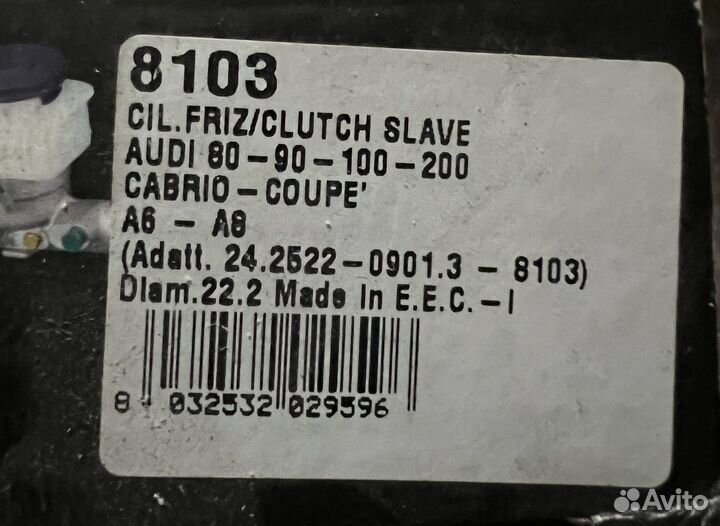 8103
CIL.FRIZ/CLUTCH SLAVE
AUDI 80-90-100-200
CABRIO-COUPE'
A6 - A8
(Adatt. 24.2522-0901.3 - 8103)
Diam.22.2 Made in E.E.C.-I
8 032532 029596
Avito